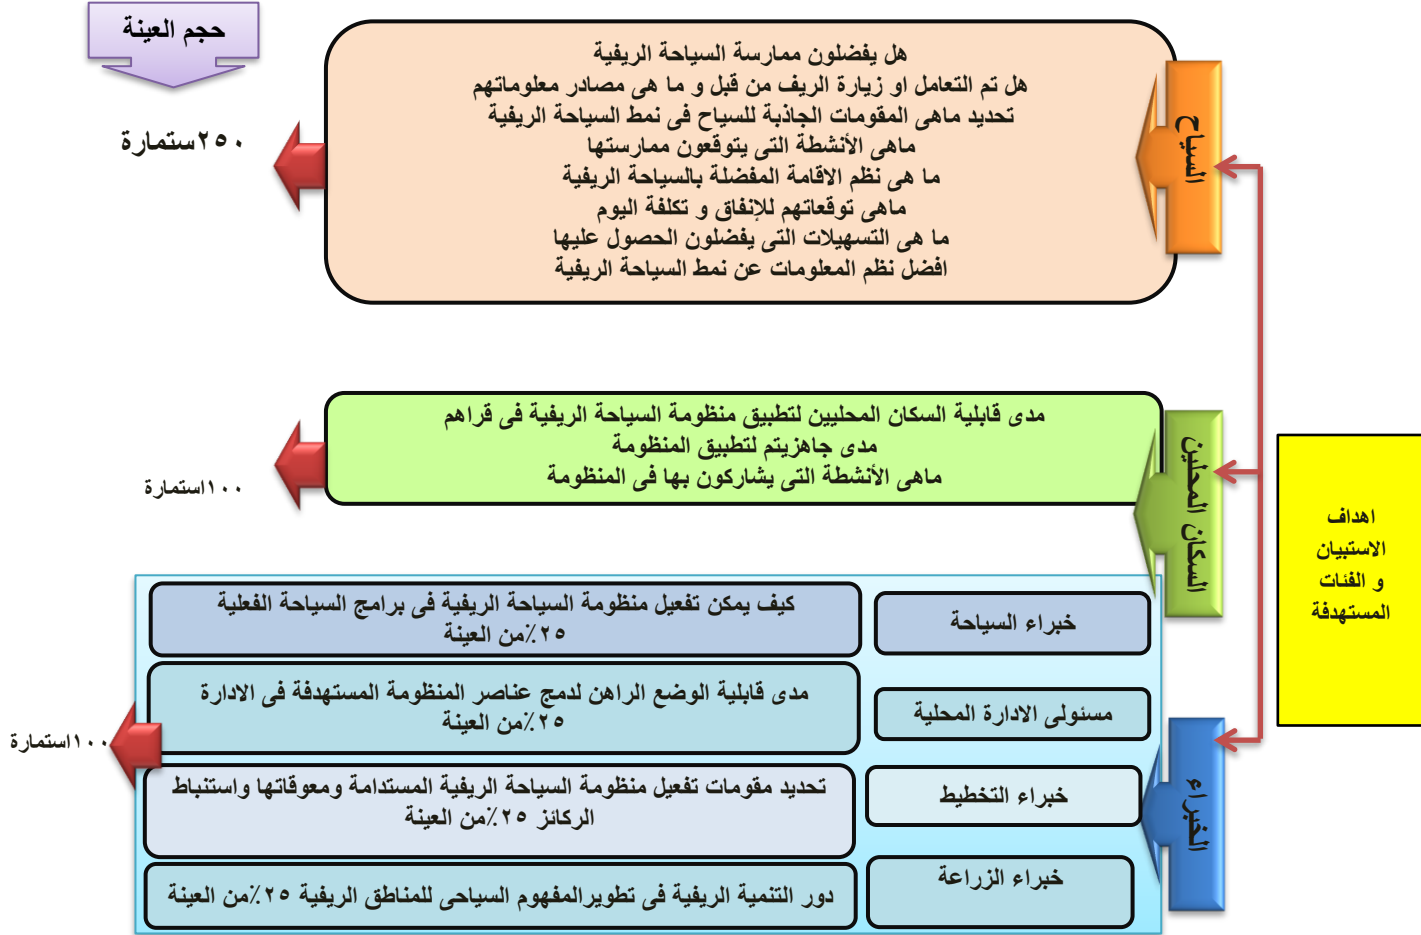 حجم العينة
هل يفضلون ممارسة السياحة الريفية
هل تم التعامل او زيارة الريف من قبل و ما هى مصادر معلوماتهم
تحديد ماهى المقومات الجاذبة للسياح فى نمط السياحة الريفية
ماهى الأنشطة التى يتوقعون ممارستها
ما هى نظم الاقامة المفضلة بالسياحة الريفية
ماهى توقعاتهم للإنفاق و تكلفة اليوم
ما هى التسهيلات التى يفضلون الحصول عليها
افضل نظم المعلومات عن نمط السياحة الريفية
السياح
٢٥٠ستمارة
مدى قابلية السكان المحليين لتطبيق منظومة السياحة الريفية فى قراهم
مدى جاهزيتم لتطبيق المنظومة
ماهى الأنشطة التى يشاركون بها فى المنظومة
السكان المحلين
١٠٠استمارة
اهداف
الاستبيان
و الفئات
المستهدفة
خبراء السياحة
كيف يمكن تفعيل منظومة السياحة الريفية فى برامج السياحة الفعلية
٢٥٪من العينة
مسئولى الادارة المحلية
مدى قابلية الوضع الراهن لدمج عناصر المنظومة المستهدفة فى الادارة
٢٥٪من العينة
خبراء التخطيط
تحديد مقومات تفعيل منظومة السياحة الريفية المستدامة ومعوقاتها واستنباط
الركائز ٢٥٪من العينة
خبراء الزراعة
دور التنمية الريفية فى تطويرالمفهوم السياحى للمناطق الريفية ٢٥٪من العينة
الخبراء
١٠٠استمارة